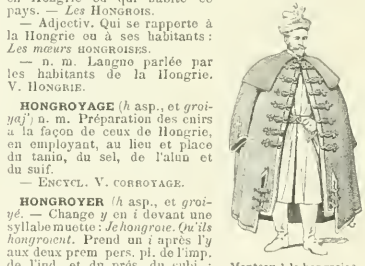 en Hongrie ou qui habite ce
pays. — Les HONGROIS.
— Adjectiv. Qui se rapporte à
la Hongrie ou à ses habitants :
Les mœurs HONGROISES.
— n. m. Langue parlée par
les habitants de la Hongrie.
V. HONGRIE.
HONGROYAGE (h asp., et groi-
yaj') n. m. Préparation des cuirs
à la façon de ceux de Hongrie,
en employant, au lieu et place
du tanin, du sel, de l'alun et
du suif.
— ENCYCL. V. CORROYAGE.
HONGROYER (h asp., et groi-
yé. — Change y en i devant une
syllabe muette : Je hongroie. Qu'ils
hongroient. Prend un i après l'y
aux deux prem pers. pl. de l'imp.
de l'ind. et du prés. du subj. :
Manteau à la hongroise